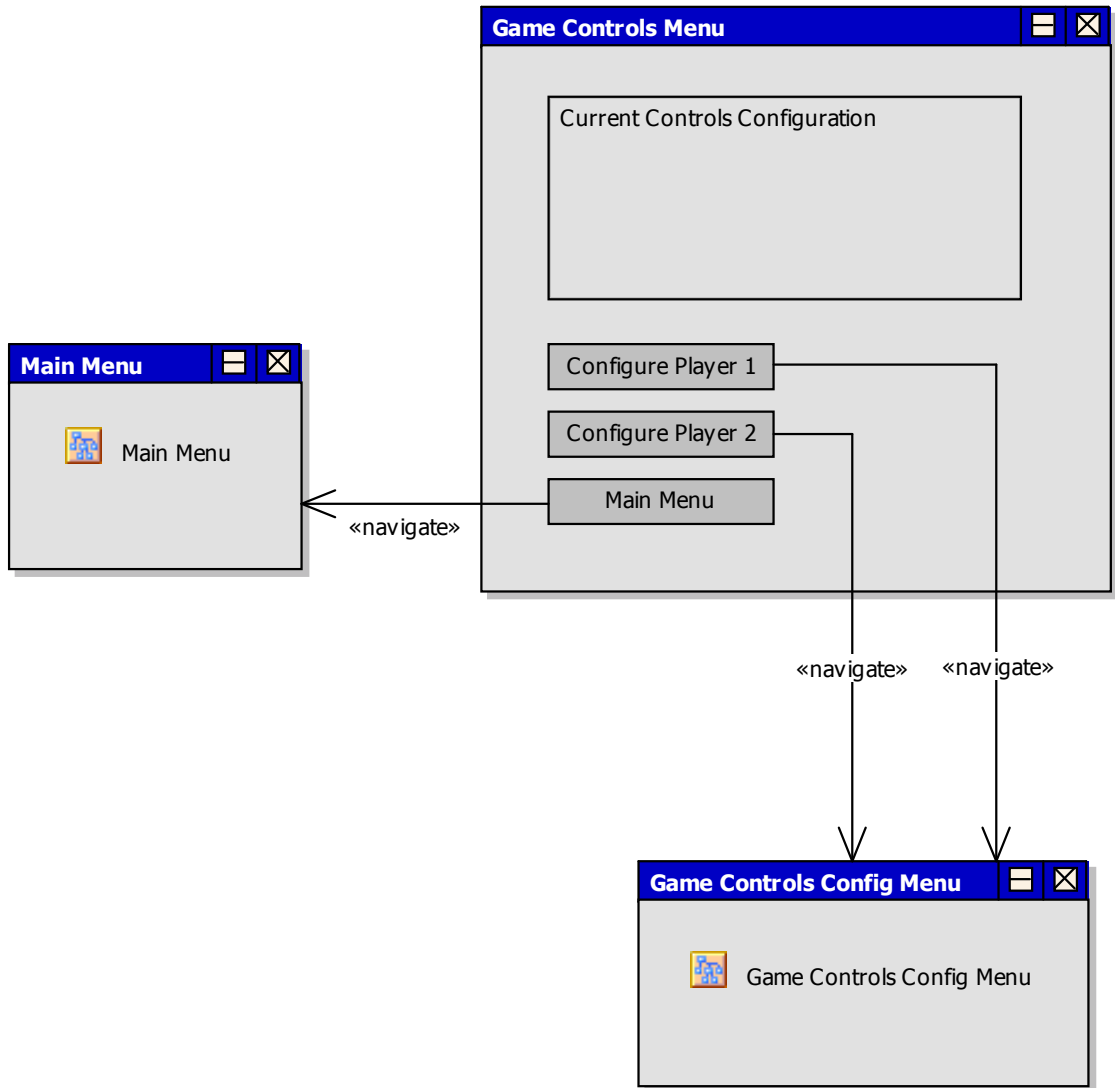 Game Controls Menu
Current Controls Configuration
Configure Player 1
Configure Player 2
Main Menu
Main Menu
Main Menu
«navigate»
«navigate»
«navigate»
Game Controls Config Menu
Game Controls Config Menu